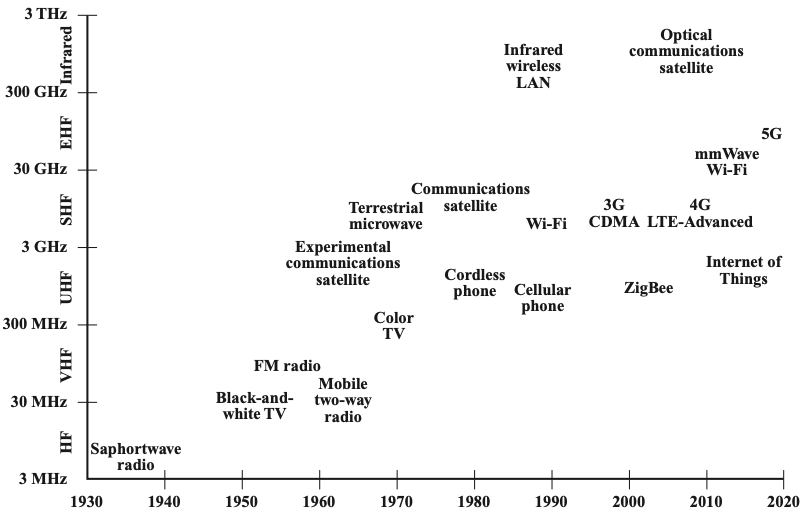 3 THz
Infrared
300 GHz
EHF
30 GHz
SHF
3 GHz
UHF
300 MHz
VHF
30 MHz
HF
3 MHz
Optical
communications
satellite
Infrared
wireless
LAN
5G
mmWave
Wi-Fi
Communications
satellite
Terrestrial
microwave
Wi-Fi
3G
CDMA
4G
LTE-Advanced
Experimental
communications
satellite
Internet of
Things
Cordless
phone
Cellular
phone
ZigBee
Color
TV
FM radio
Black-and-
white TV
Mobile
two-way
radio
Saphortwave
radio
1930 1940 1950 1960 1970 1980 1990 2000 2010 2020